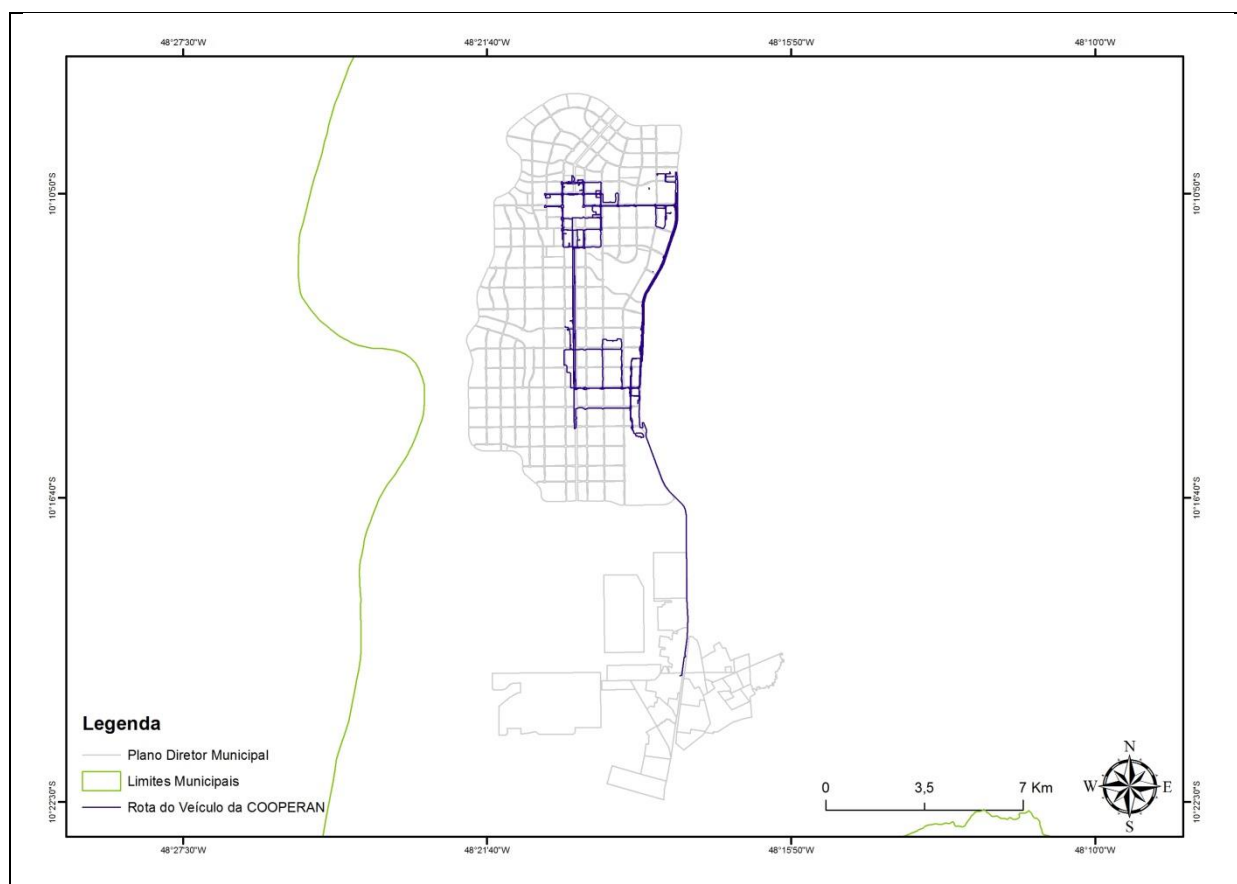 48°27'30"W 48°21'40"W 48°15'50"W 48°10'0"W
10°10'50"S 10°10'50"S
10°16'40"S 10°16'40"S
Legenda
Plano Diretor Municipal
Limites Municipais
Rota do Veículo da COOPERAN
N
W E
S
0 3,5 7 Km
10°22'30"S 10°22'30"S
48°27'30"W 48°21'40"W 48°15'50"W 48°10'0"W